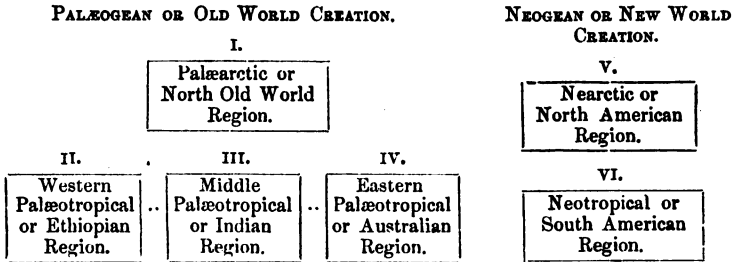 PALÆOGEAN OR OLD WORLD CREATION.
I.
Palæarctic or
North Old World
Region.
II.
Western
Palæotropical
or Ethiopian
Region.
..
III.
Middle
Palæotropical
or Indian
Region.
..
IV.
Eastern
Palæotropical
or Australian
Region.
NEOGEAN OR NEW WORLD
CREATION.
V.
Nearctic or
North American
Region.
VI.
Neotropical or
South American
Region.